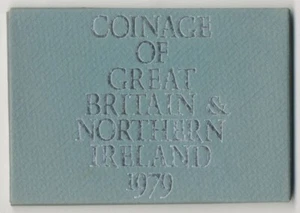 COINAGE
OF
GREAT
BRITAIN &
NORTHERN
IRELAND
1979